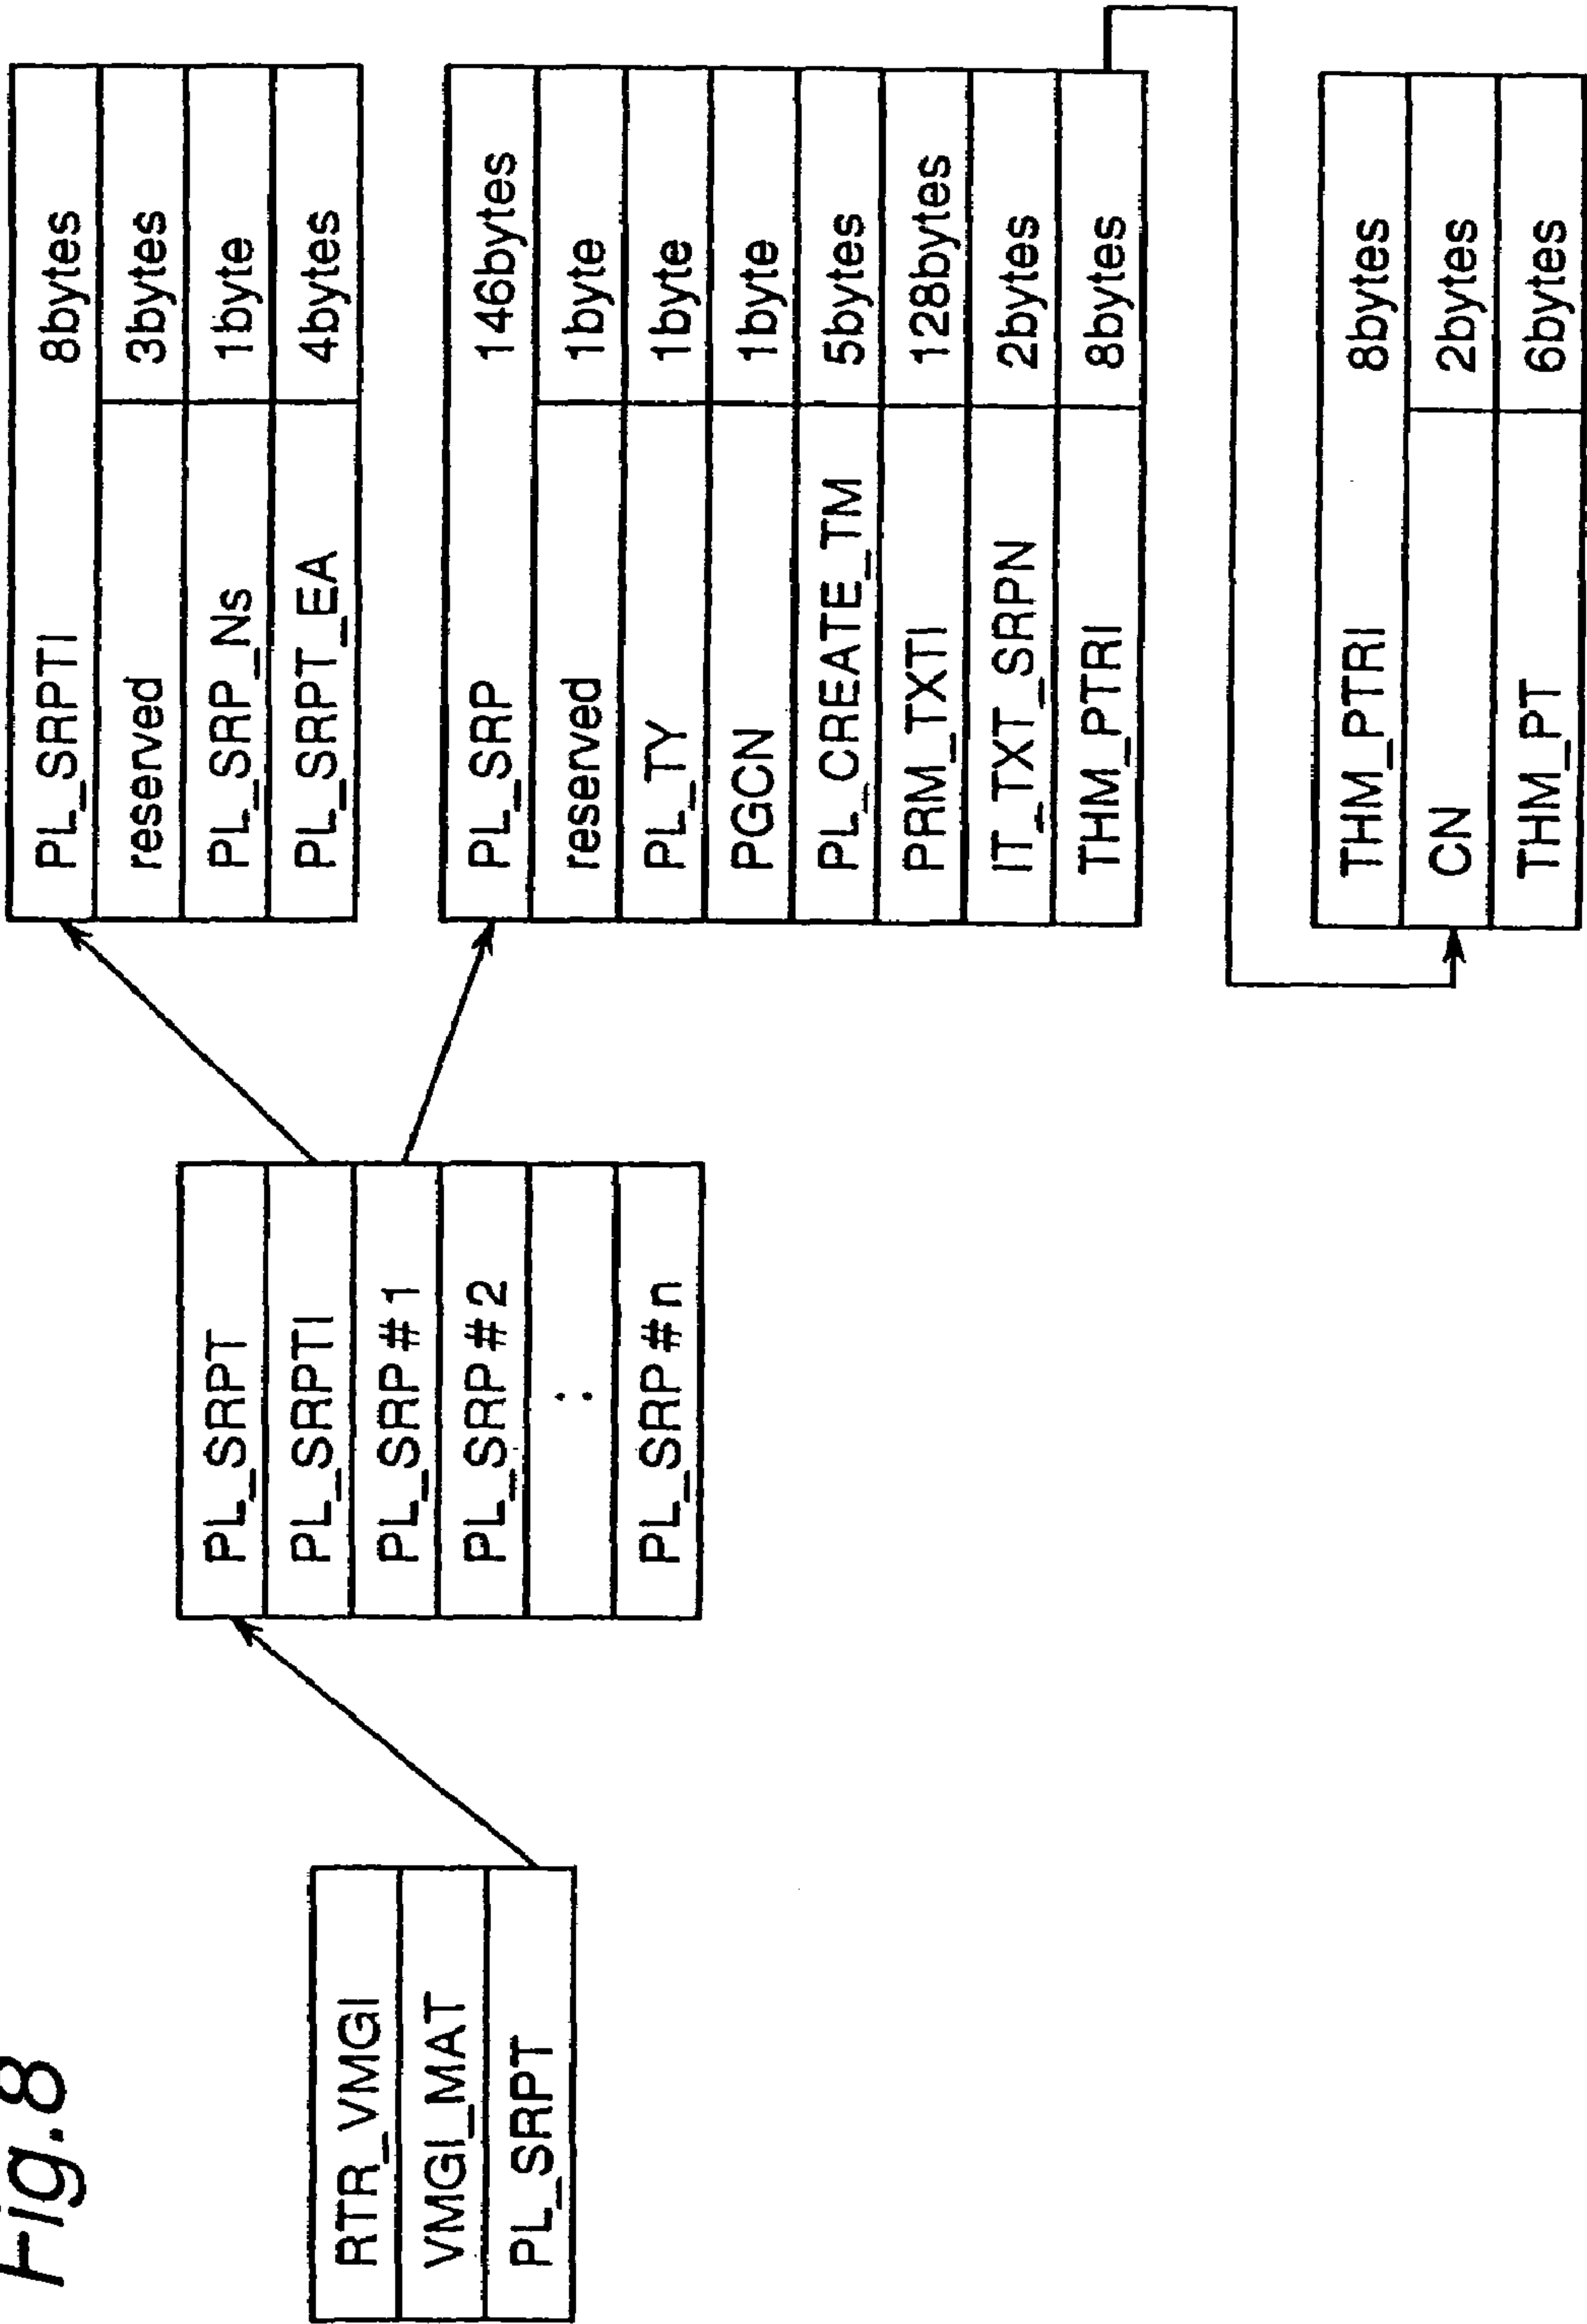 Fig.8
RTR_VMGI
VMGI_MAT
PL_SRPT
PL_SRPT
PL_SRPTI
PL_SRP#1
PL_SRP#2
:
PL_SRP#n
PL_SRPTI 8bytes
reserved 3bytes
PL_SRP_Ns 1byte
PL_SRPT_EA 4bytes
PL_SRP 146bytes
reserved 1byte
PL_TY 1byte
PGCN 1byte
PL_CREATE_TM 5bytes
PRM_TXTI 128bytes
IT_TXT_SRPN 2bytes
THM_PTRI 8bytes
THM_PTRI 8bytes
CN 2bytes
THM_PT 6bytes